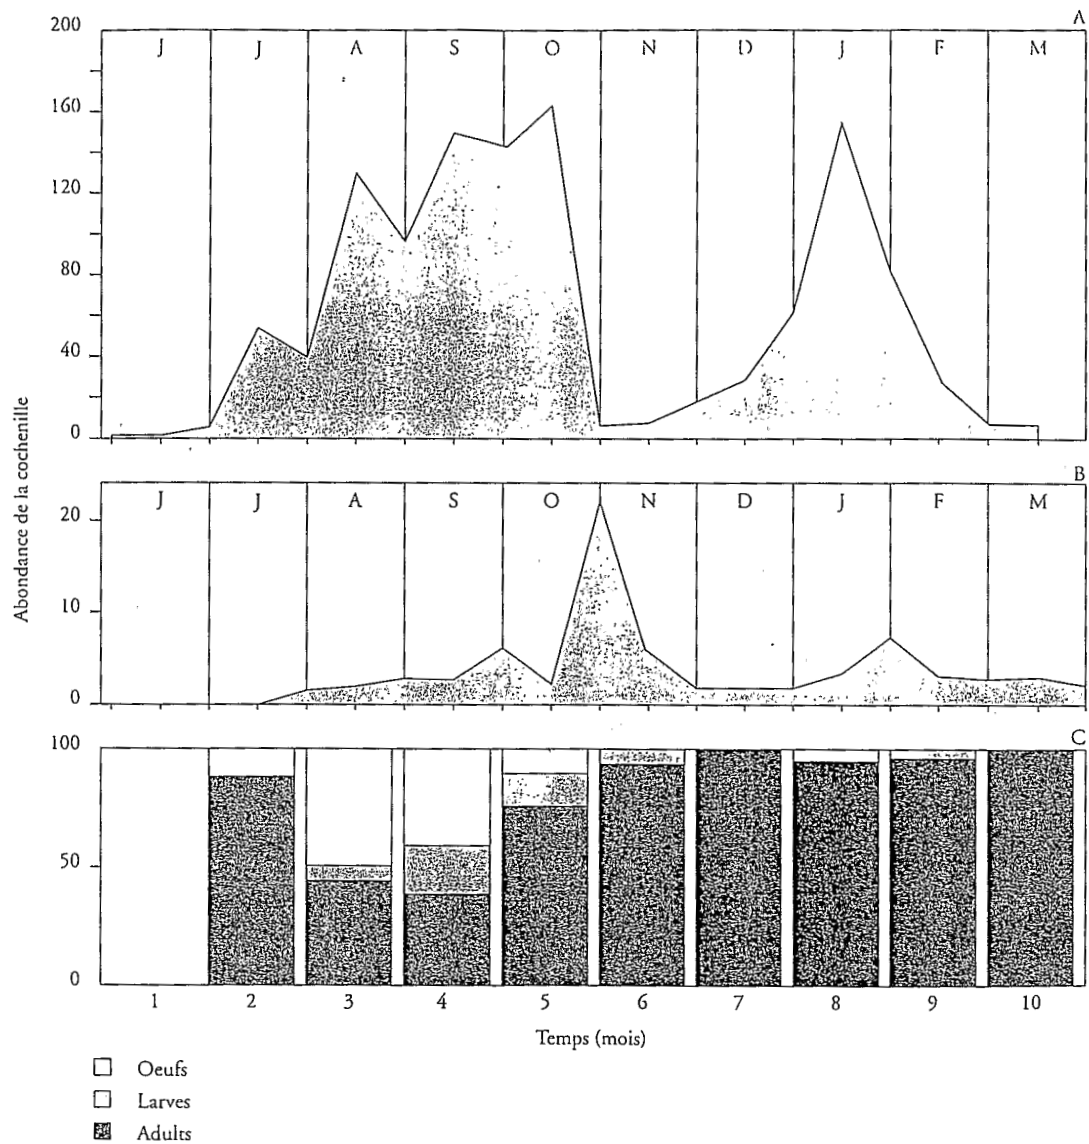 A
200
J J A S O N D J F M
160
120
80
40
0
Abondance de la cochenille
B
J J A S O N D J F M
20
10
0
C
100
50
0
1 2 3 4 5 6 7 8 9 10
Temps (mois)
Oeufs
Larves
Adults